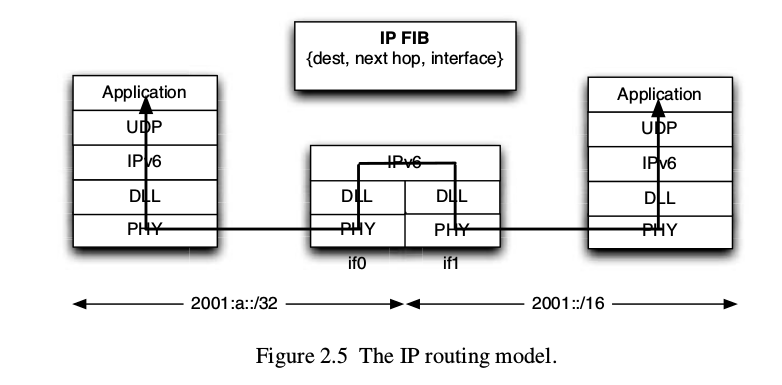 IP FIB
{dest, next hop, interface}
Application
UDP
IPv6
DLL
PHY
IPv6
DLL DLL
PHY PHY
if0 if1
Application
UDP
IPv6
DLL
PHY
2001:a::/32 2001::/16
Figure 2.5 The IP routing model.